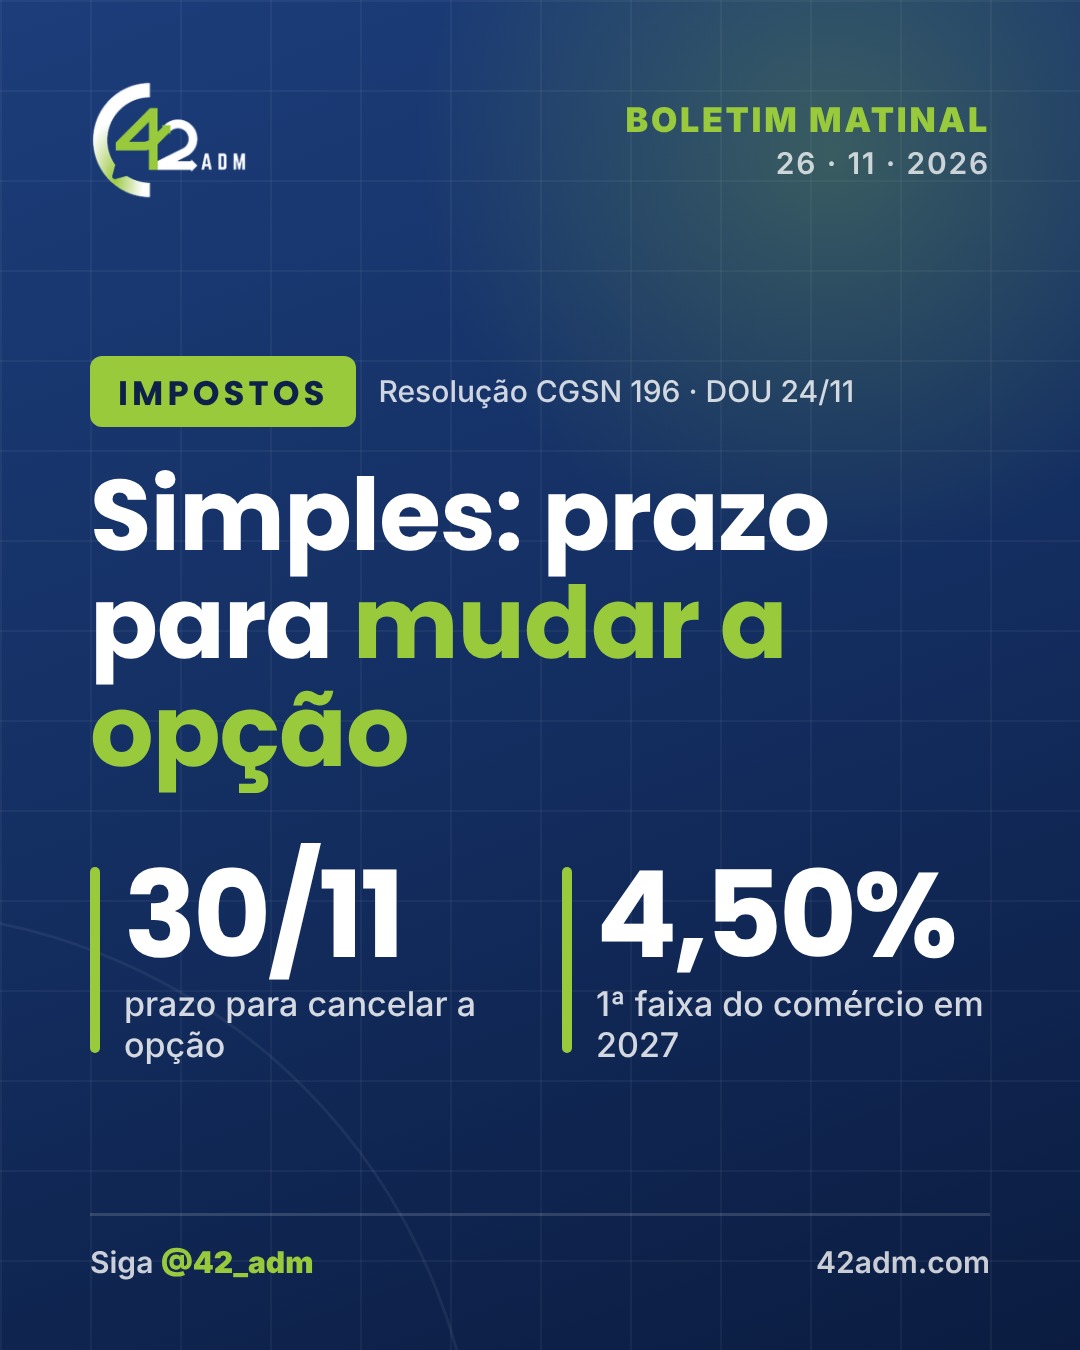 42 ADM
BOLETIM MATINAL
26 · 11 · 2026
IMPOSTOS
Resolução CGSN 196 · DOU 24/11
Simples: prazo
para mudar a
opção
30/11
prazo para cancelar a
opção
4,50%
1ª faixa do comércio em
2027
Siga @42_adm
42adm.com